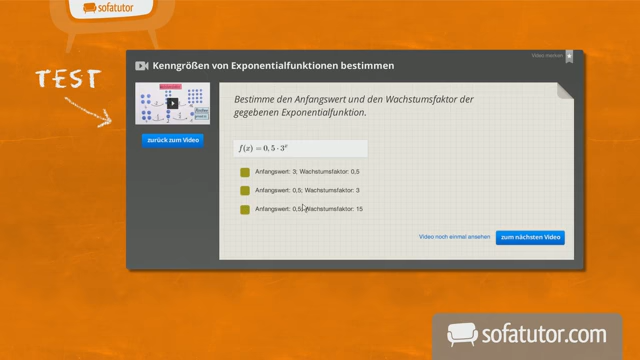 sofatutor
TEST
Video merken
Kenngrößen von Exponentialfunktionen bestimmen
Bestimme den Anfangswert und den Wachstumsfaktor der
gegebenen Exponentialfunktion.
zurück zum Video
f(x) = 0,5 · 3^x
Anfangswert: 3; Wachstumsfaktor: 0,5
Anfangswert: 0,5; Wachstumsfaktor: 3
Anfangswert: 0,5; Wachstumsfaktor: 15
Video noch einmal ansehen
zum nächsten Video
sofatutor.com